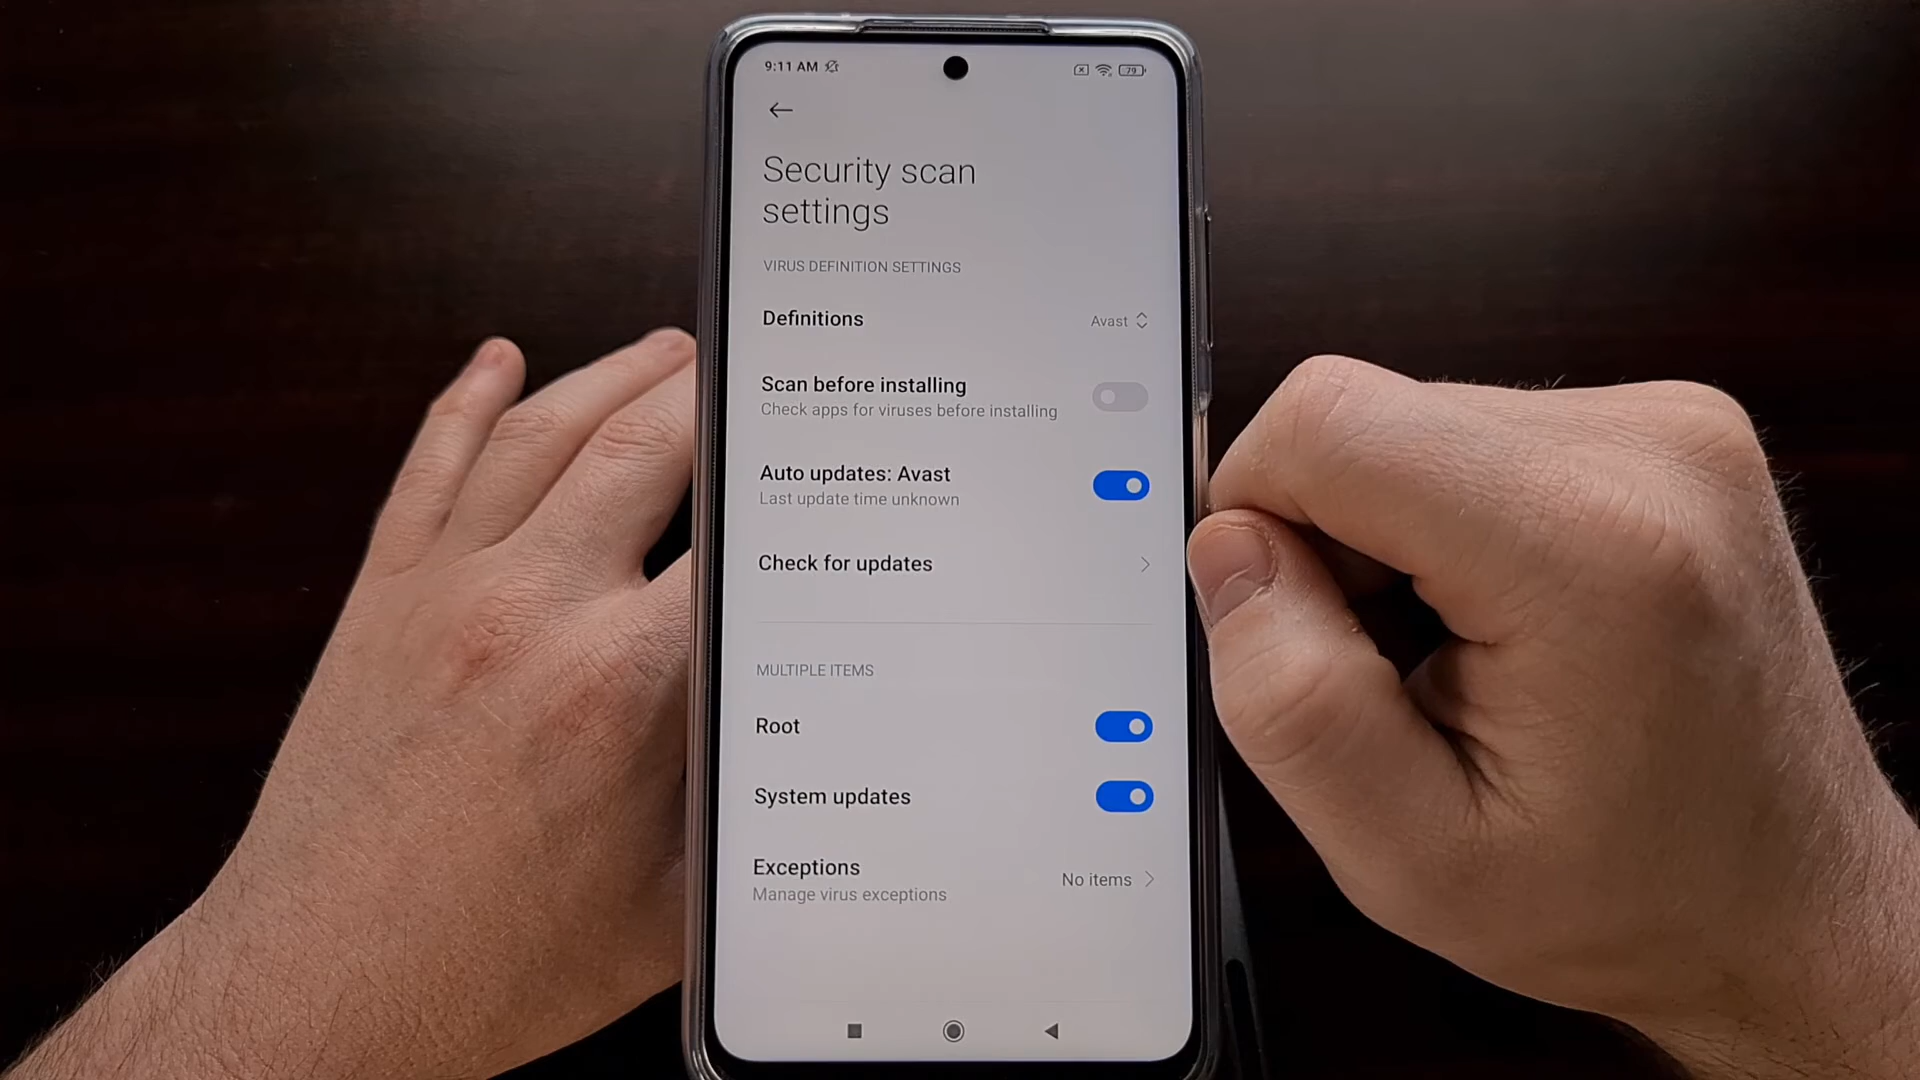 9:11 AM
79
Security scan
settings
VIRUS DEFINITION SETTINGS
Definitions
Avast
Scan before installing
Check apps for viruses before installing
Auto updates: Avast
Last update time unknown
Check for updates
MULTIPLE ITEMS
Root
System updates
Exceptions
No items
Manage virus exceptions